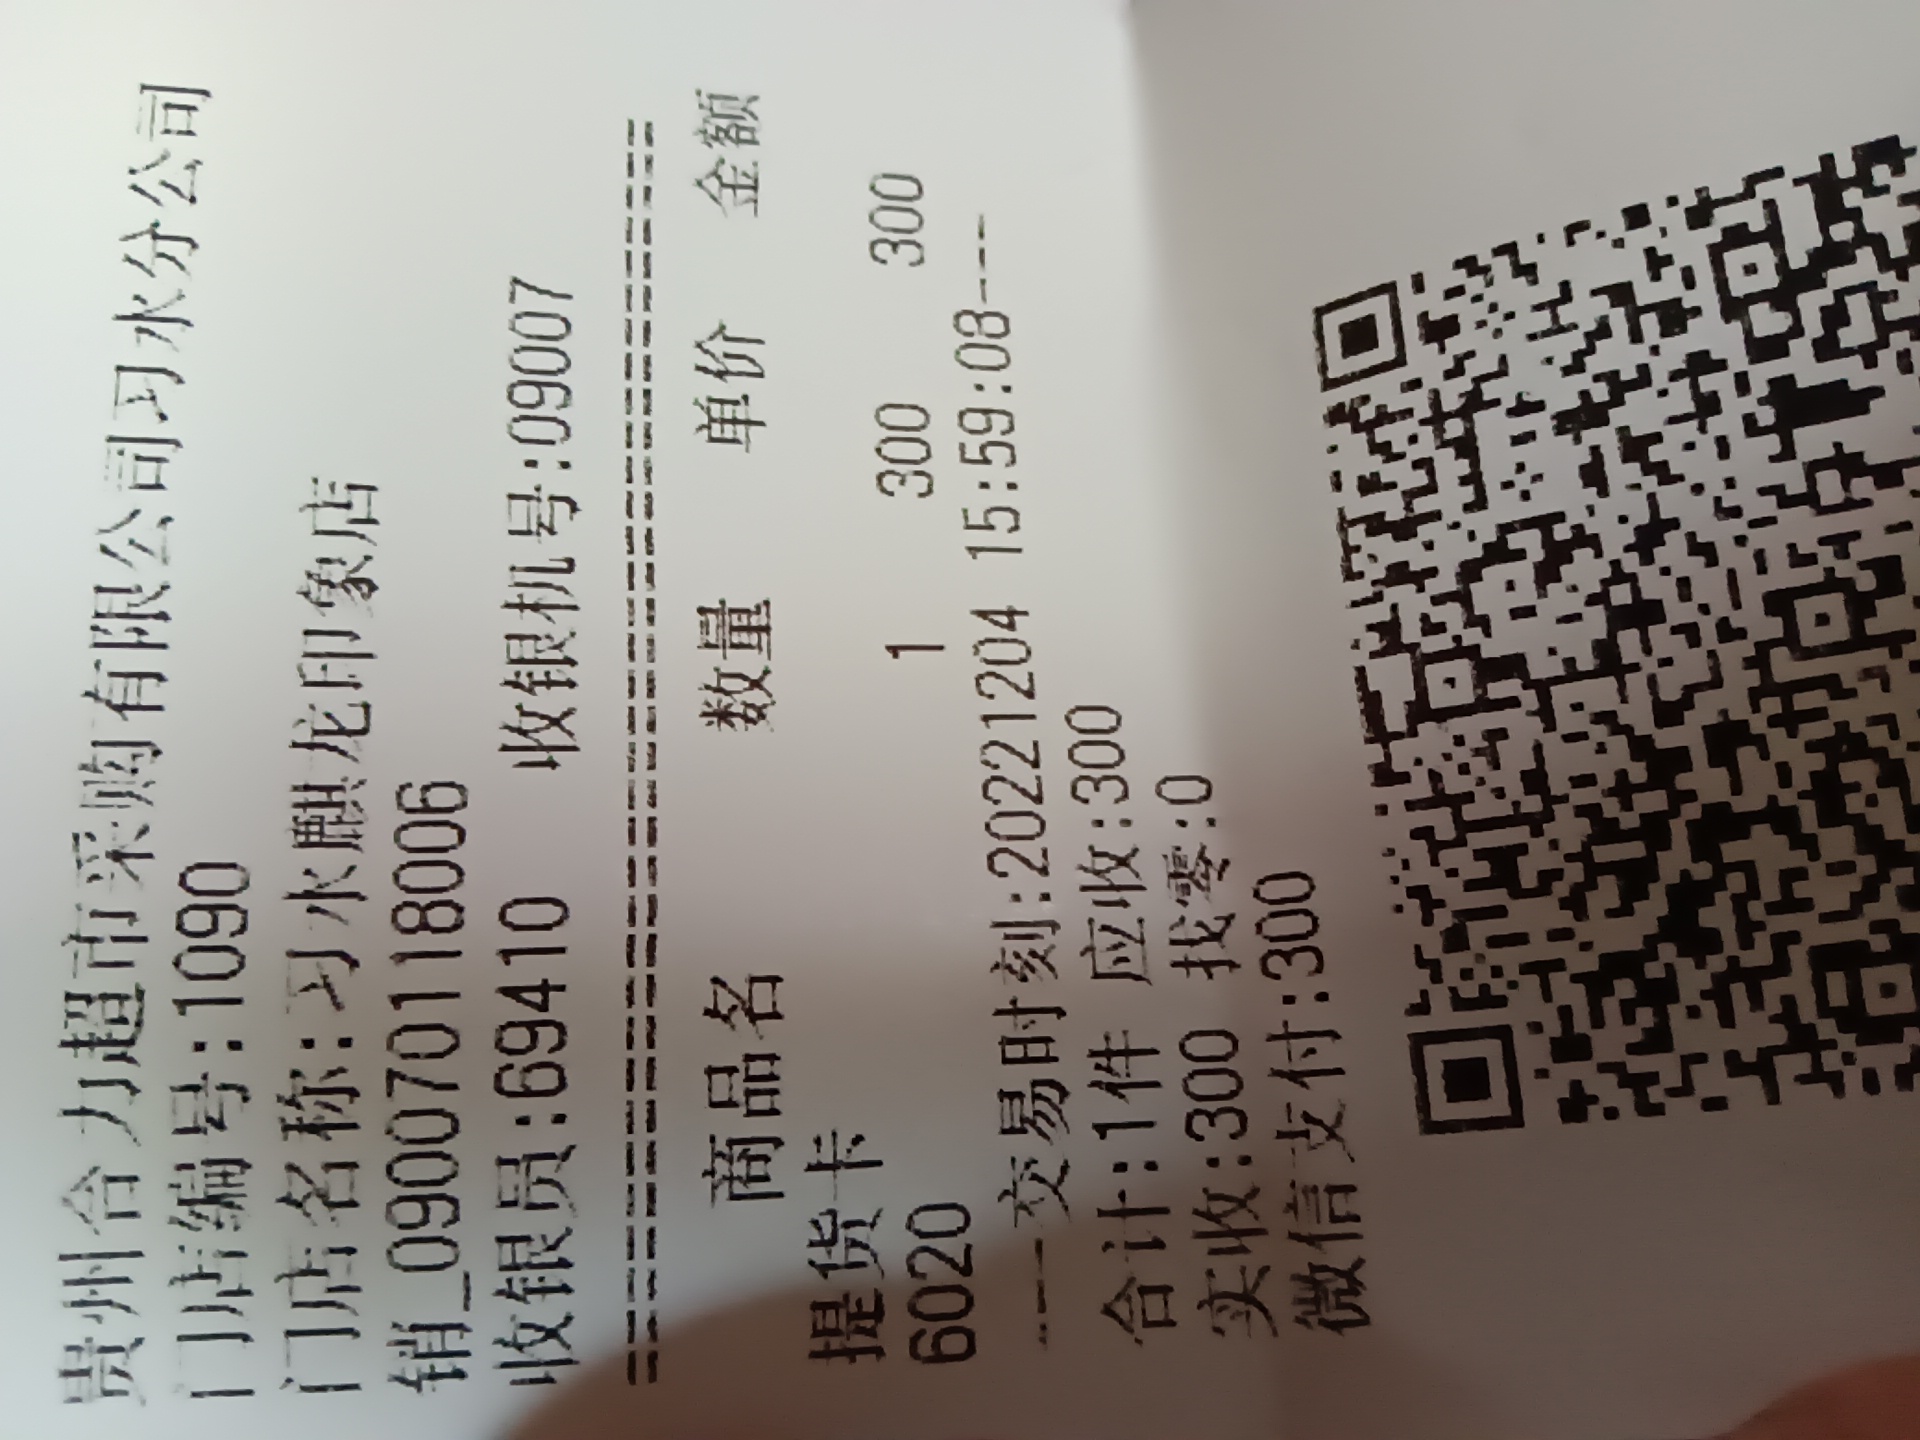 贵州合力超市采购有限公司习水分公司
门店编号:1090
门店名称:习水麒龙印象店
销_0900701118006
收银员:69410 收银机号:09007
================================
商品名 数量 单价 金额
提货卡
6020 1 300 300
----交易时刻:20221204 15:59:08----
合计:1件 应收:300
实收:300 找零:0
微信支付:300